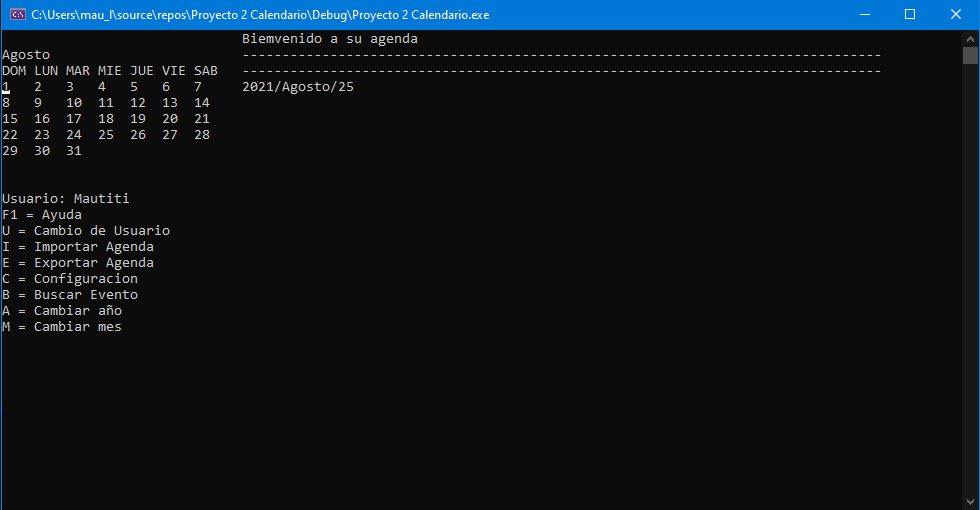 C:\Users\mau_l\source\repos\Proyecto 2 Calendario\Debug\Proyecto 2 Calendario.exe
Biemvenido a su agenda
Agosto --------------------------------------------------------------------------------
DOM LUN MAR MIE JUE VIE SAB --------------------------------------------------------------------------------
1 2 3 4 5 6 7 2021/Agosto/25
8 9 10 11 12 13 14
15 16 17 18 19 20 21
22 23 24 25 26 27 28
29 30 31
Usuario: Mautiti
F1 = Ayuda
U = Cambio de Usuario
I = Importar Agenda
E = Exportar Agenda
C = Configuracion
B = Buscar Evento
A = Cambiar año
M = Cambiar mes